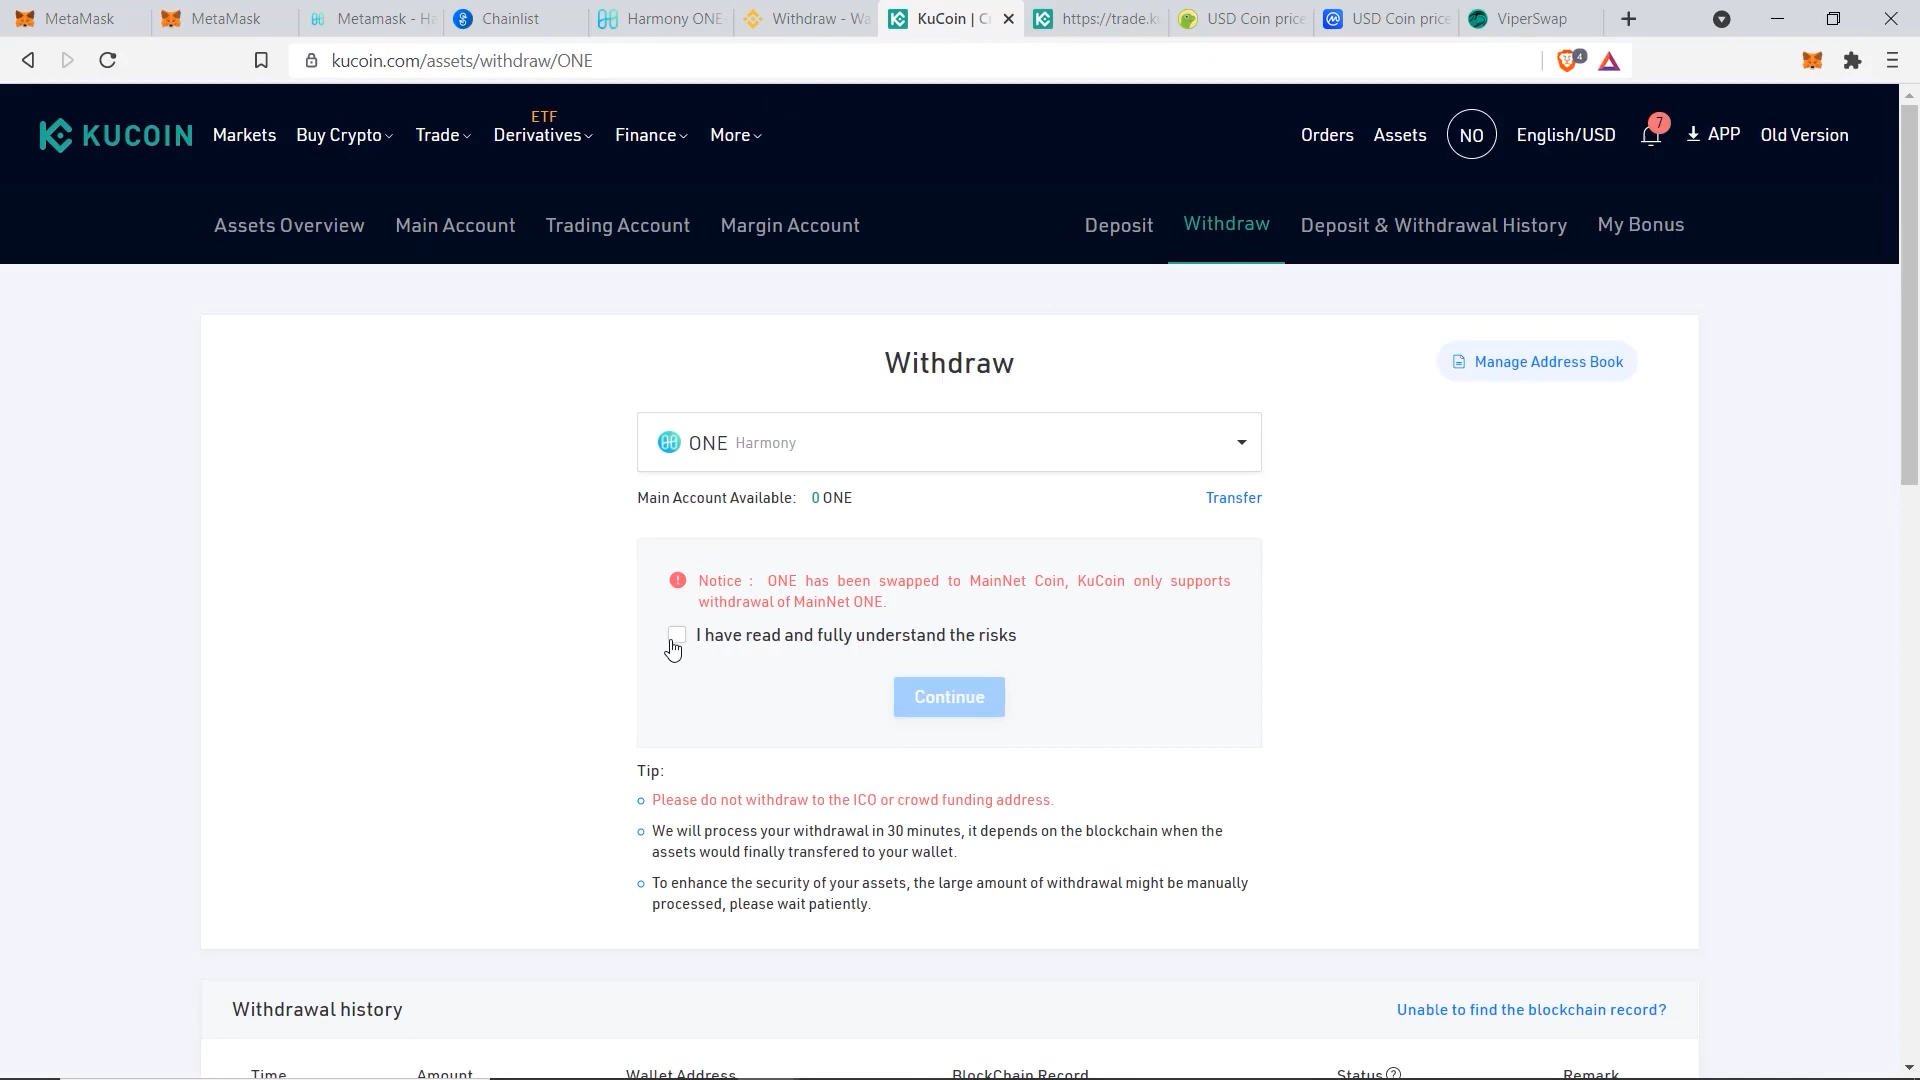 MetaMask
MetaMask
Metamask - Ha
Chainlist
Harmony ONE
Withdraw - Wa
KuCoin | C
https://trade.ku
USD Coin price
USD Coin price
ViperSwap
kucoin.com/assets/withdraw/ONE
4
KUCOIN
Markets
Buy Crypto
Trade
ETF
Derivatives
Finance
More
Orders
Assets
NO
English/USD
7
APP
Old Version
Assets Overview
Main Account
Trading Account
Margin Account
Deposit
Withdraw
Deposit & Withdrawal History
My Bonus
Withdraw
Manage Address Book
ONE Harmony
Main Account Available: 0 ONE
Transfer
Notice : ONE has been swapped to MainNet Coin, KuCoin only supports
withdrawal of MainNet ONE.
I have read and fully understand the risks
Continue
Tip:
Please do not withdraw to the ICO or crowd funding address.
We will process your withdrawal in 30 minutes, it depends on the blockchain when the
assets would finally transfered to your wallet.
To enhance the security of your assets, the large amount of withdrawal might be manually
processed, please wait patiently.
Withdrawal history
Unable to find the blockchain record?
Time
Amount
Wallet Address
BlockChain Record
Status
Remark